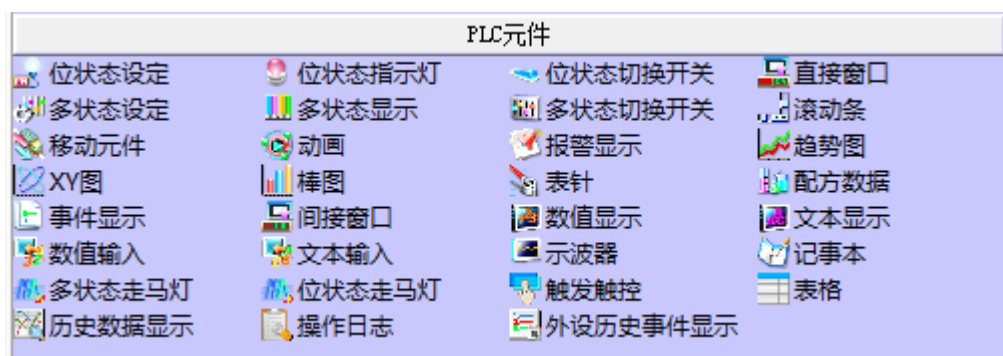 PLC元件
位状态设定 位状态指示灯 位状态切换开关 直接窗口
多状态设定 多状态显示 多状态切换开关 滚动条
移动元件 动画 报警显示 趋势图
XY图 棒图 表针 配方数据
事件显示 间接窗口 数值显示 文本显示
数值输入 文本输入 示波器 记事本
多状态走马灯 位状态走马灯 触发触控 表格
历史数据显示 操作日志 外设历史事件显示